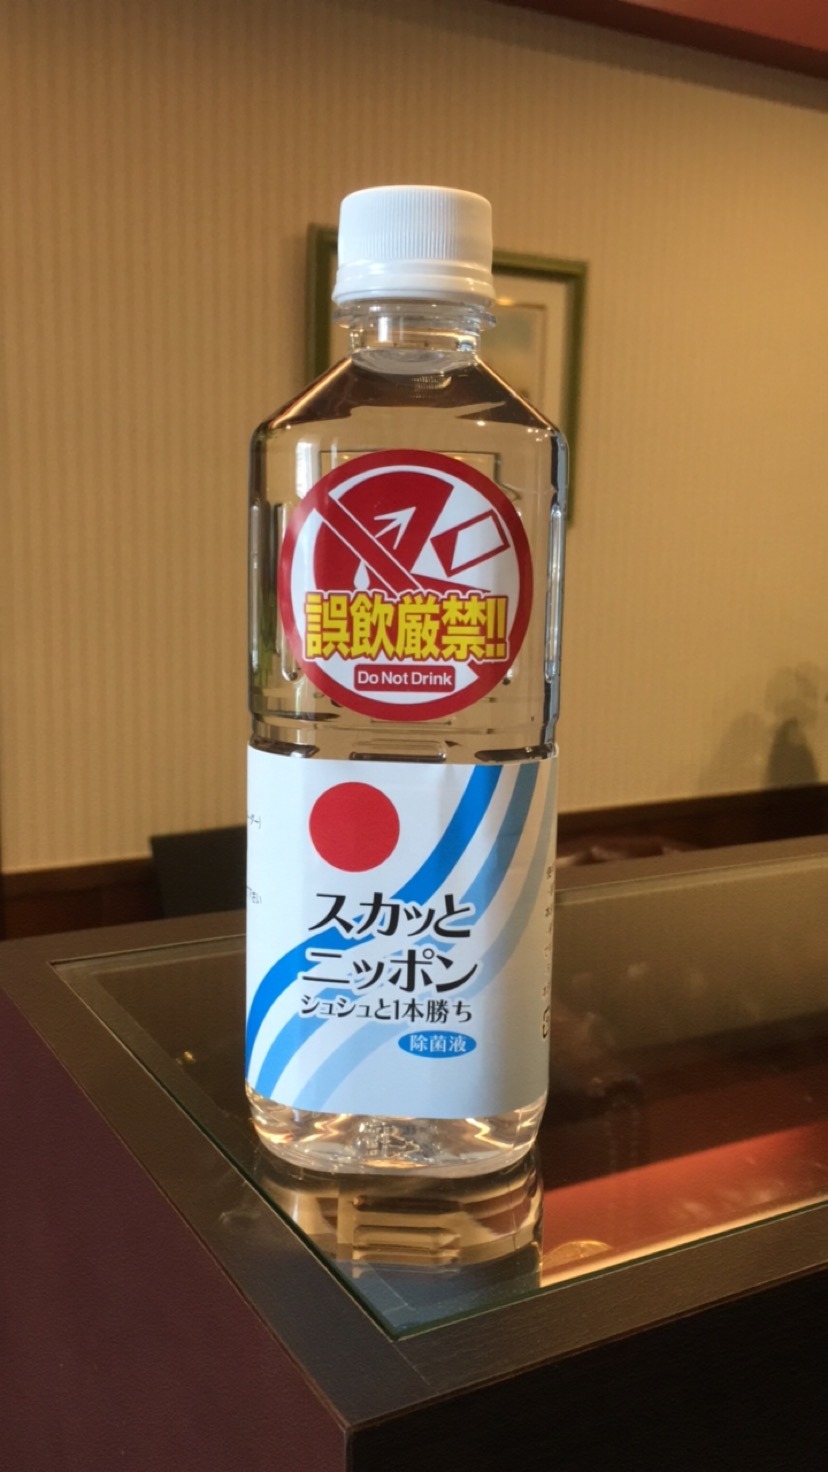 誤飲厳禁!!
Do Not Drink
スカッと
ニッポン
シュシュと1本勝ち
除菌液